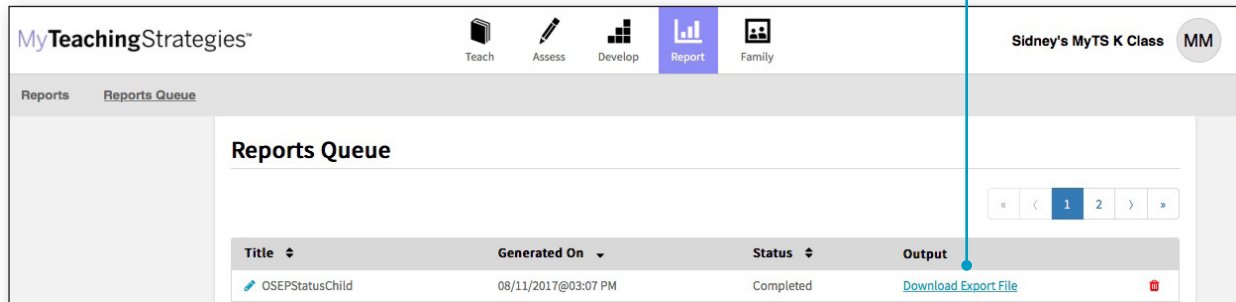 MyTeachingStrategies™
Teach Assess Develop Report Family
Sidney's MyTS K Class MM
Reports Reports Queue
Reports Queue
« ⟨ 1 2 ⟩ »
Title Generated On Status Output
OSEPStatusChild 08/11/2017@03:07 PM Completed Download Export File